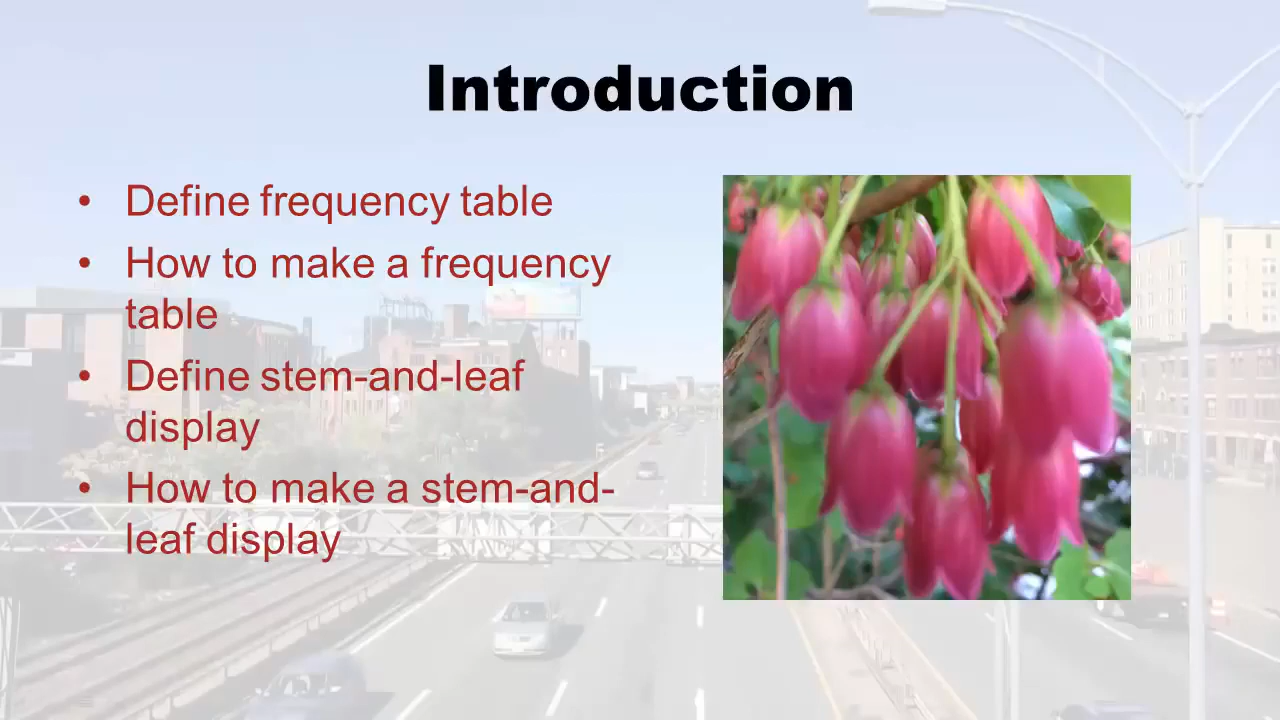 Introduction
• Define frequency table
• How to make a frequency
table
• Define stem-and-leaf
display
• How to make a stem-and-
leaf display